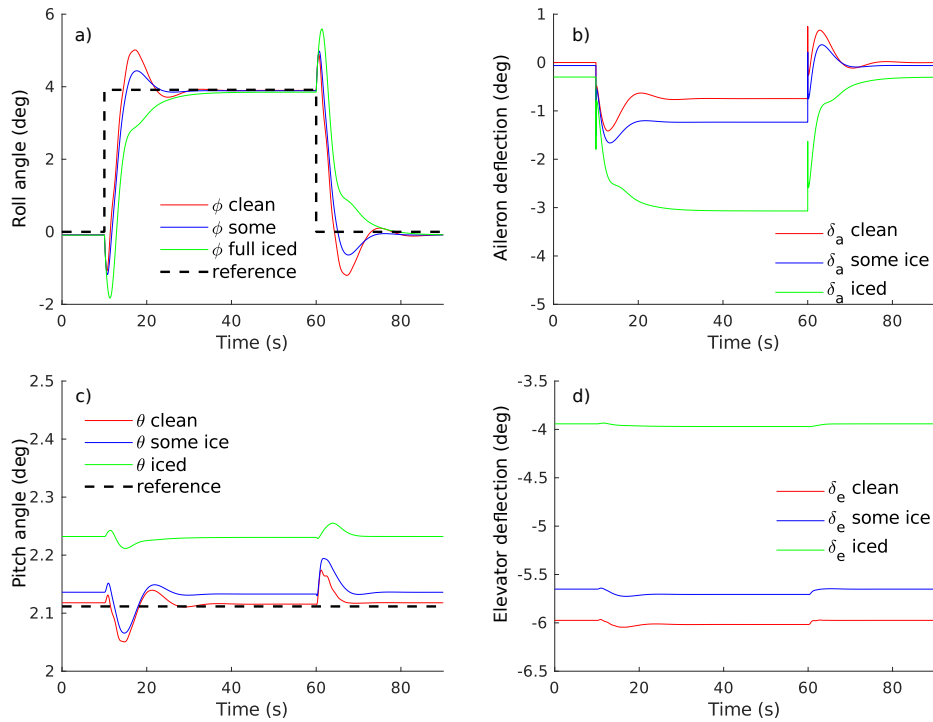 a)
Roll angle (deg)
6
4
2
0
-2
ϕ clean
ϕ some
ϕ full iced
reference
0 20 40 60 80
Time (s)
b)
Aileron deflection (deg)
1
0
-1
-2
-3
-4
-5
δa clean
δa some ice
δa iced
0 20 40 60 80
Time (s)
c)
Pitch angle (deg)
2.5
2.4
2.3
2.2
2.1
2
θ clean
θ some ice
θ iced
reference
0 20 40 60 80
Time (s)
d)
Elevator deflection (deg)
-3.5
-4
-4.5
-5
-5.5
-6
-6.5
δe clean
δe some ice
δe iced
0 20 40 60 80
Time (s)